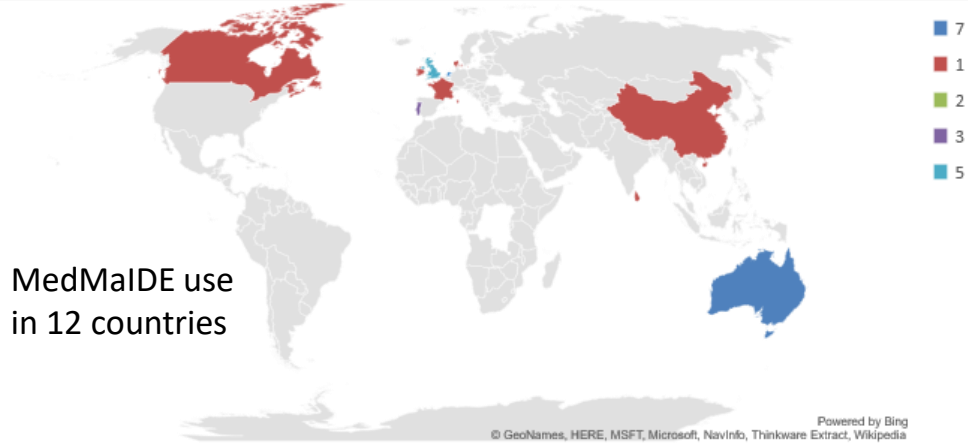 7
1
2
3
5
MedMaIDE use
in 12 countries
Powered by Bing
© GeoNames, HERE, MSFT, Microsoft, NavInfo, Thinkware Extract, Wikipedia